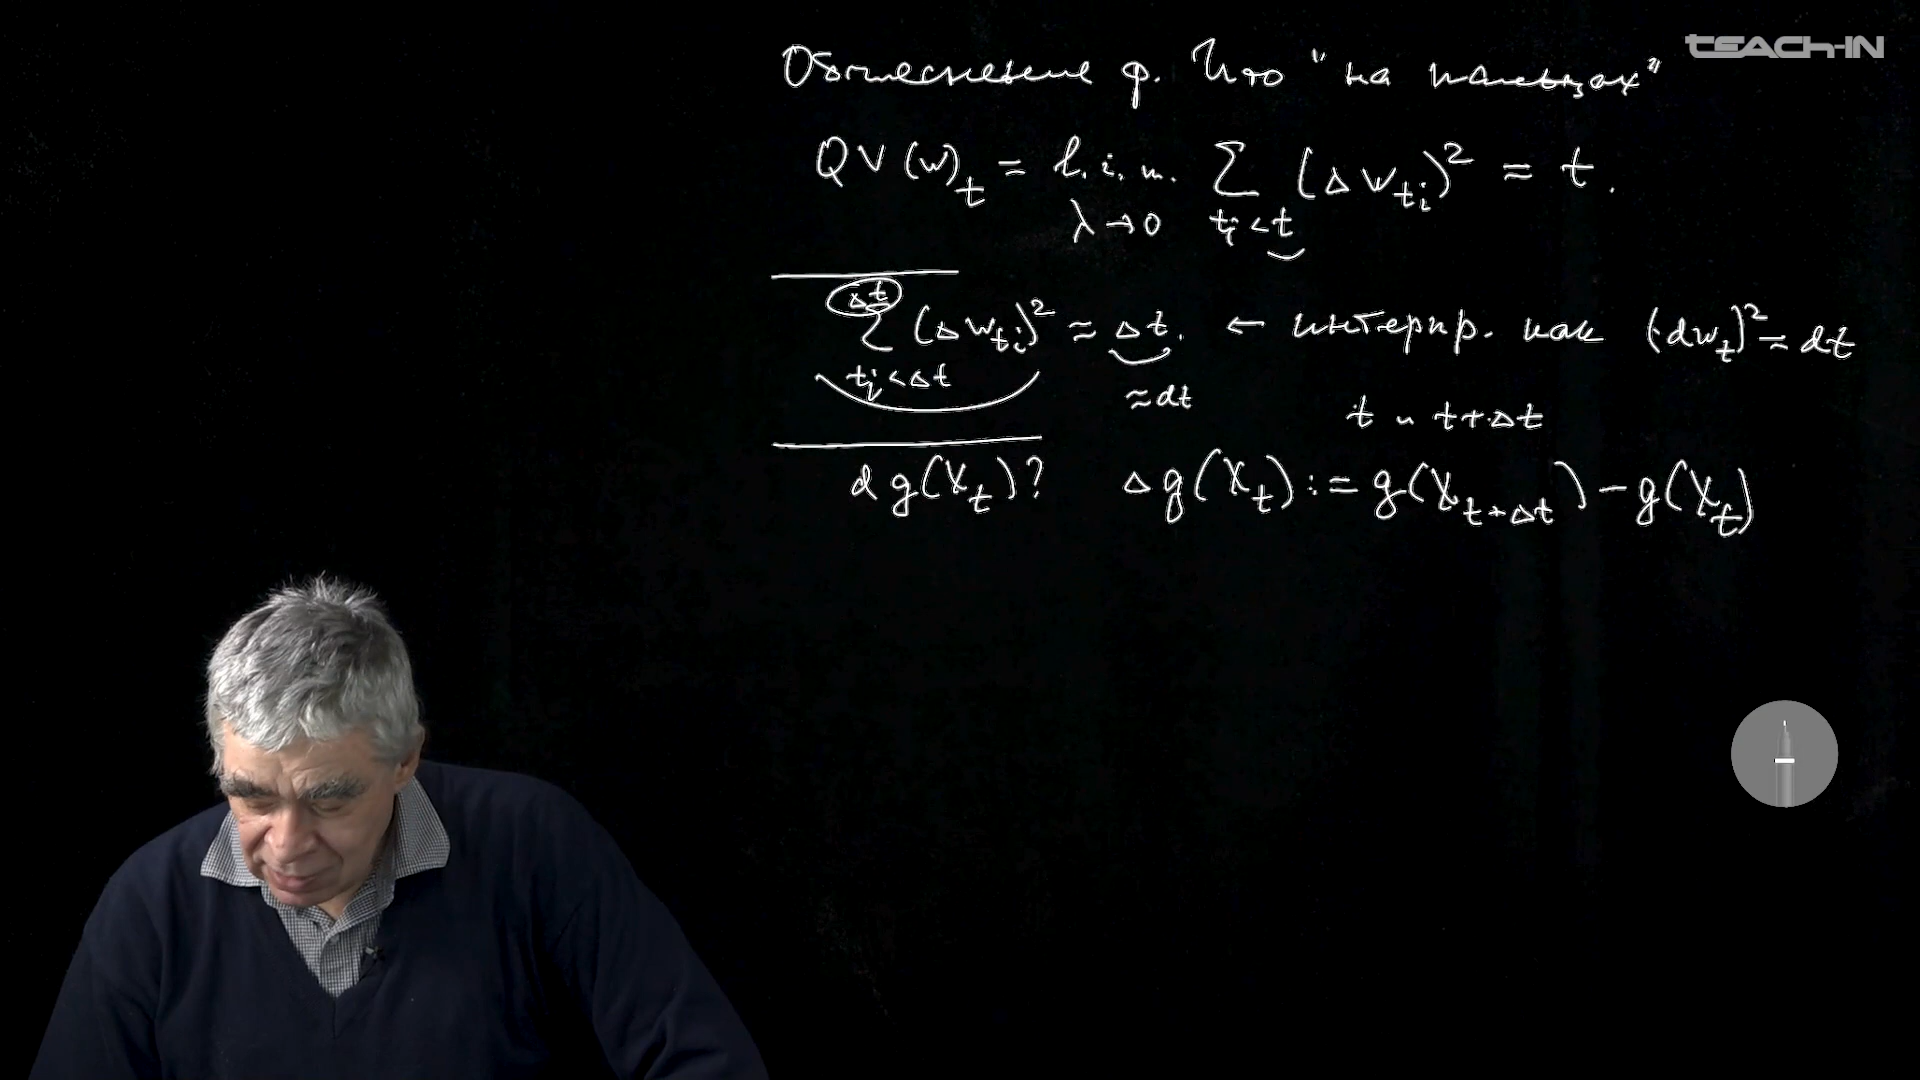 TEACH-IN
Объяснение ф. Ито "на пальцах"
QV(w)_t = l.i.m. Σ (Δw_{t_i})² = t.
λ→0 t_i < t
Δt
Σ (Δw_{t_i})² ≈ Δt. ← интерпр. как (dw_t)² = dt
t_i < Δt ≈ dt
t и t+Δt
dg(X_t)? Δg(X_t) := g(X_{t+Δt}) − g(X_t)